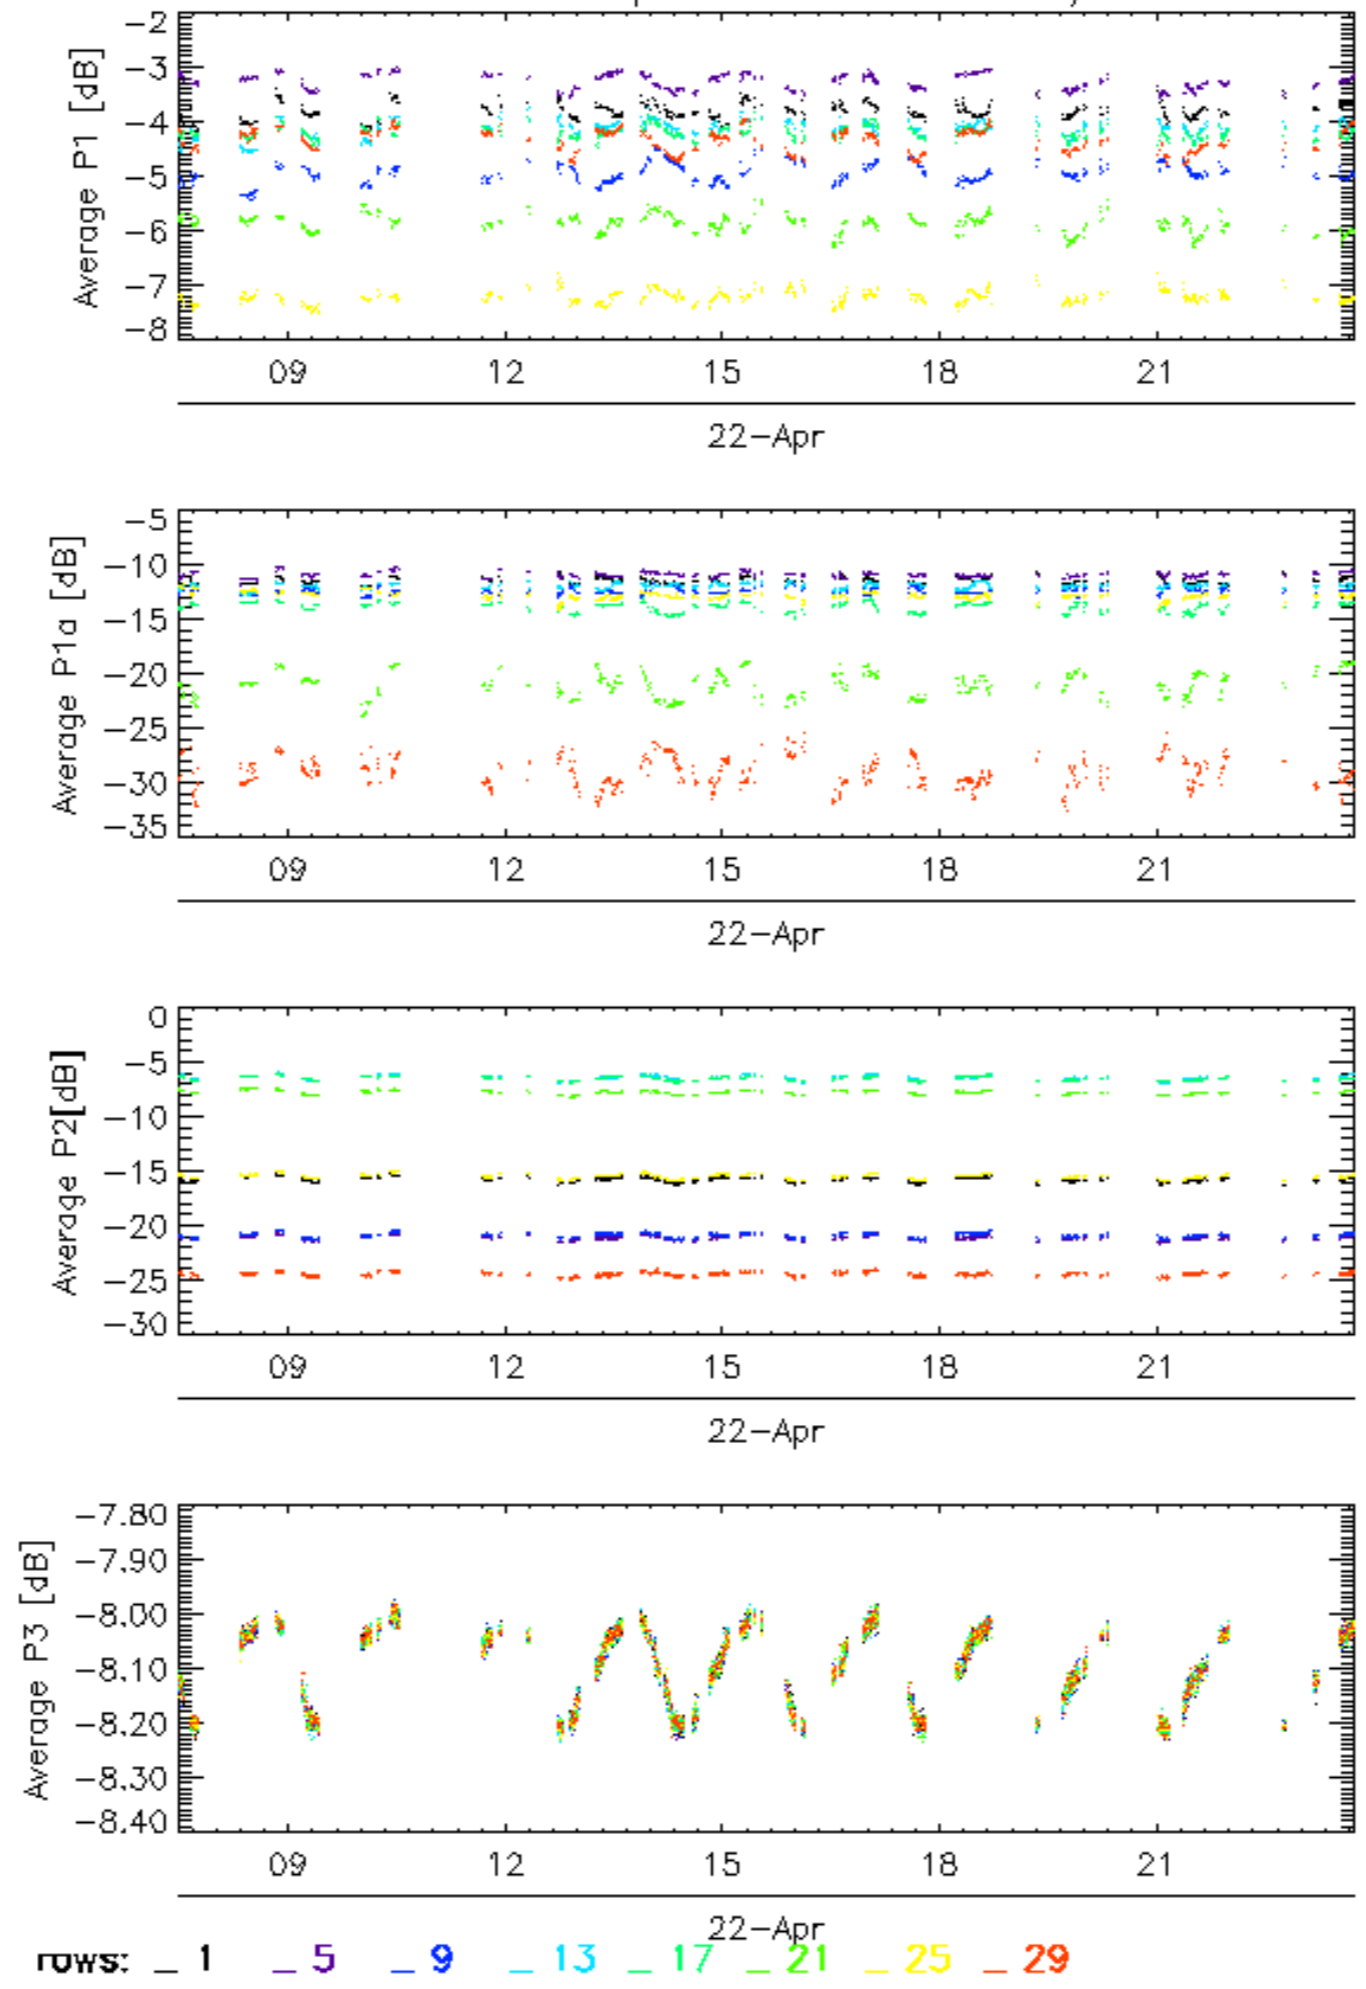 Average P1 [dB]
−2
−3
−4
−5
−6
−7
−8
09 12 15 18 21
22−Apr
Average P1a [dB]
−5
−10
−15
−20
−25
−30
−35
09 12 15 18 21
22−Apr
Average P2[dB]
0
−5
−10
−15
−20
−25
−30
09 12 15 18 21
22−Apr
Average P3 [dB]
−7.80
−7.90
−8.00
−8.10
−8.20
−8.30
−8.40
09 12 15 18 21
22−Apr
rows: _ 1 _ 5 _ 9 _ 13 _ 17 _ 21 _ 25 _ 29